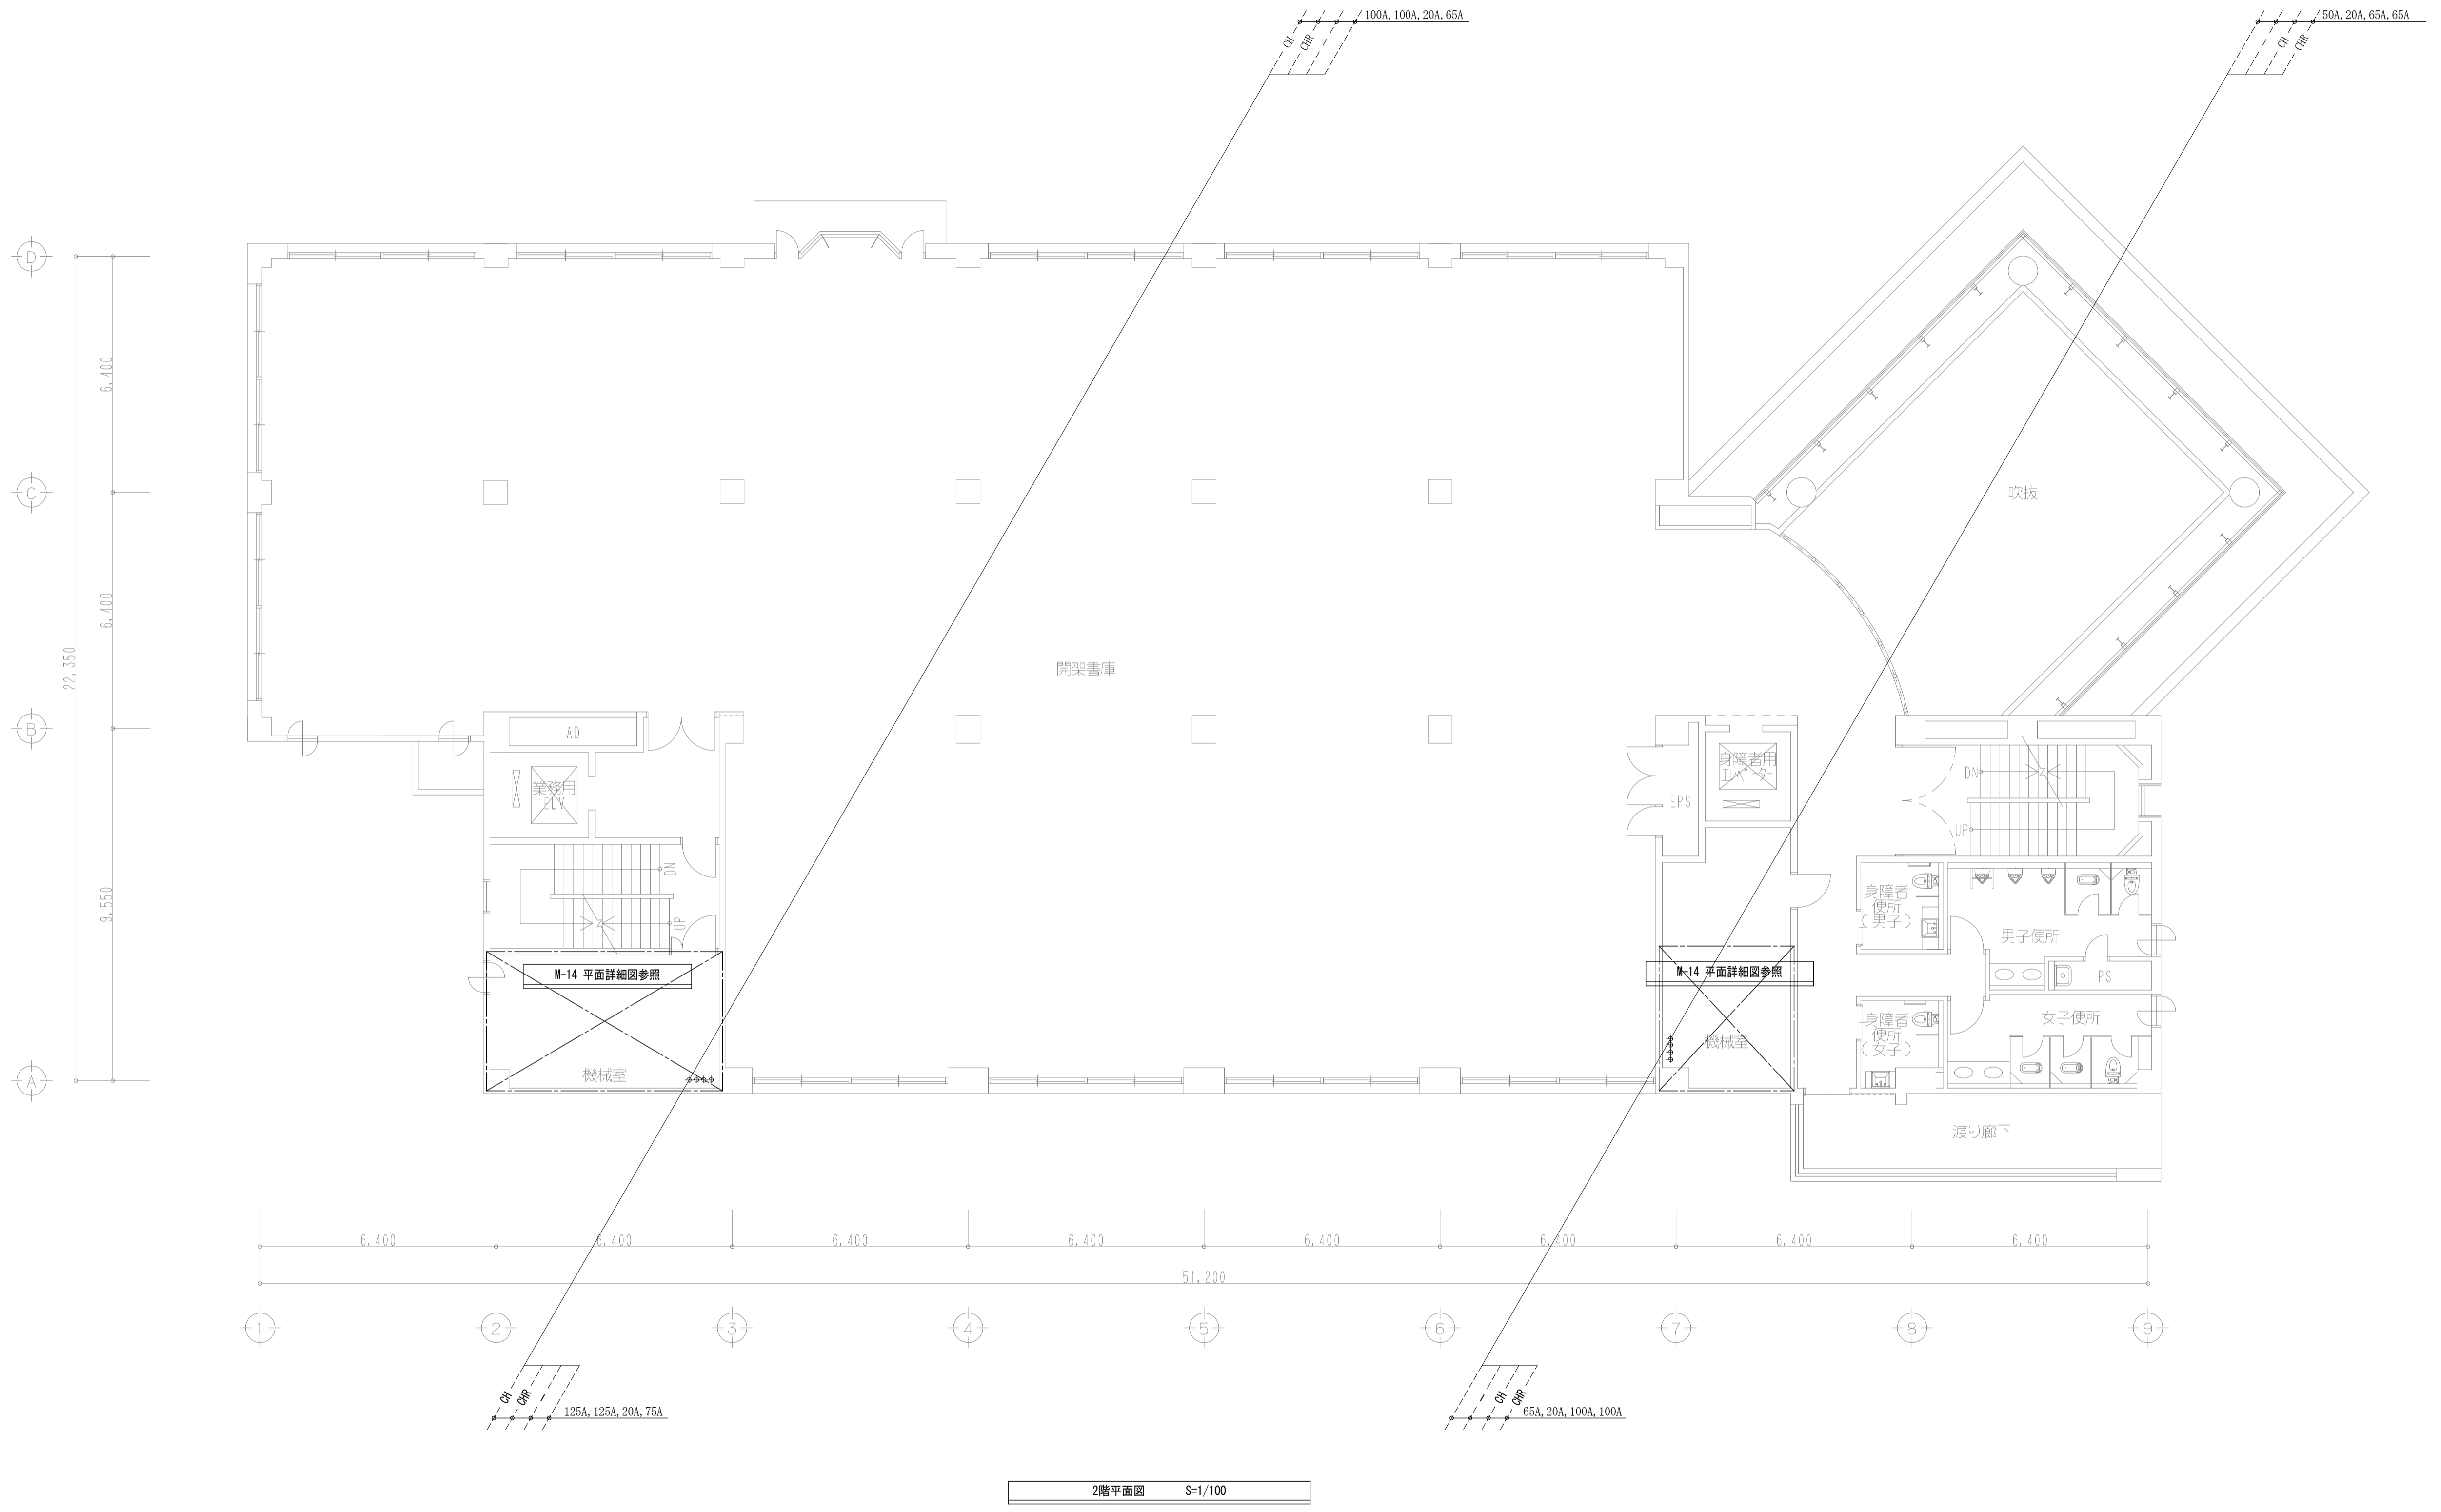 100A,100A,20A,65A
CH
CHR
50A,20A,65A,65A
CH
CHR
D
C
B
A
6,400
6,400
22,350
9,550
吹抜
開架書庫
AD
業務用
ELV
DN
UP
身障者用
ｴﾚﾍﾞｰﾀｰ
EPS
DN
UP
身障者
便所
(男子)
男子便所
PS
M-14 平面詳細図参照
M-14 平面詳細図参照
機械室
機械室
身障者
便所
(女子)
女子便所
渡り廊下
6,400
6,400
6,400
6,400
6,400
6,400
6,400
6,400
51,200
1
2
3
4
5
6
7
8
9
CH
CHR
125A,125A,20A,75A
CH
CHR
65A,20A,100A,100A
2階平面図 S=1/100